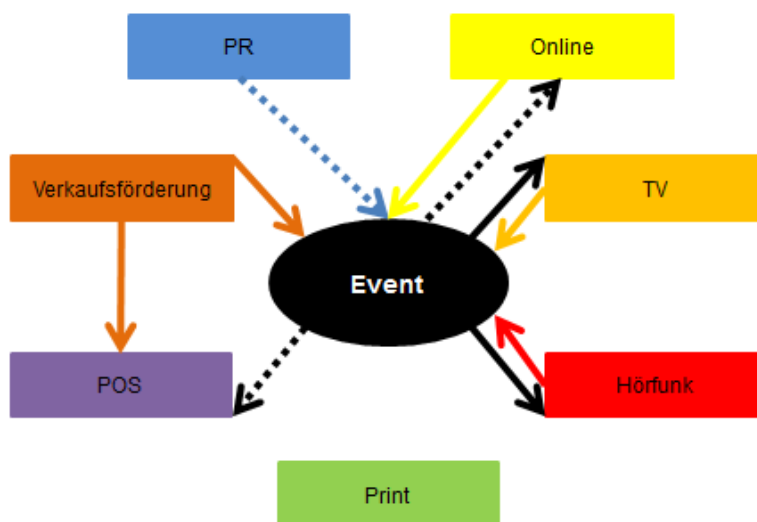 PR
Online
Verkaufsförderung
TV
Event
POS
Hörfunk
Print